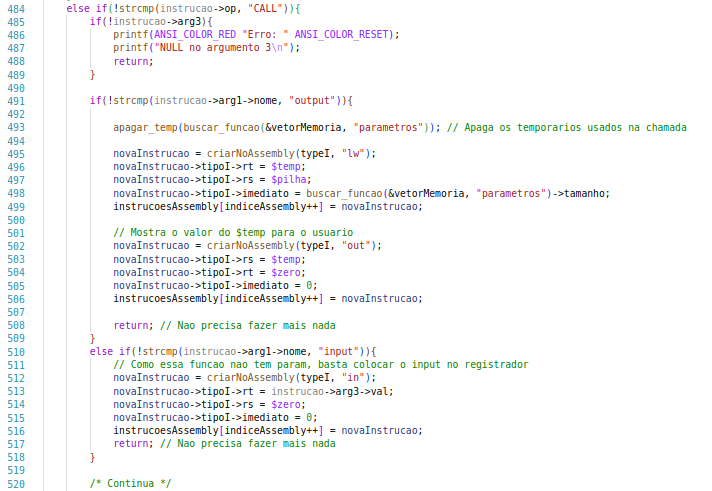 484 else if(!strcmp(instrucao->op, "CALL")){
485 if(!instrucao->arg3){
486 printf(ANSI_COLOR_RED "Erro: " ANSI_COLOR_RESET);
487 printf("NULL no argumento 3\n");
488 return;
489 }
490
491 if(!strcmp(instrucao->arg1->nome, "output")){
492
493 apagar_temp(buscar_funcao(&vetorMemoria, "parametros")); // Apaga os temporarios usados na chamada
494
495 novaInstrucao = criarNoAssembly(typeI, "lw");
496 novaInstrucao->tipoI->rt = $temp;
497 novaInstrucao->tipoI->rs = $pilha;
498 novaInstrucao->tipoI->imediato = buscar_funcao(&vetorMemoria, "parametros")->tamanho;
499 instrucoesAssembly[indiceAssembly++] = novaInstrucao;
500
501 // Mostra o valor do $temp para o usuario
502 novaInstrucao = criarNoAssembly(typeI, "out");
503 novaInstrucao->tipoI->rs = $temp;
504 novaInstrucao->tipoI->rt = $zero;
505 novaInstrucao->tipoI->imediato = 0;
506 instrucoesAssembly[indiceAssembly++] = novaInstrucao;
507
508 return; // Nao precisa fazer mais nada
509 }
510 else if(!strcmp(instrucao->arg1->nome, "input")){
511 // Como essa funcao nao tem param, basta colocar o input no registrador
512 novaInstrucao = criarNoAssembly(typeI, "in");
513 novaInstrucao->tipoI->rt = instrucao->arg3->val;
514 novaInstrucao->tipoI->rs = $zero;
515 novaInstrucao->tipoI->imediato = 0;
516 instrucoesAssembly[indiceAssembly++] = novaInstrucao;
517 return; // Nao precisa fazer mais nada
518 }
519
520 /* Continua */